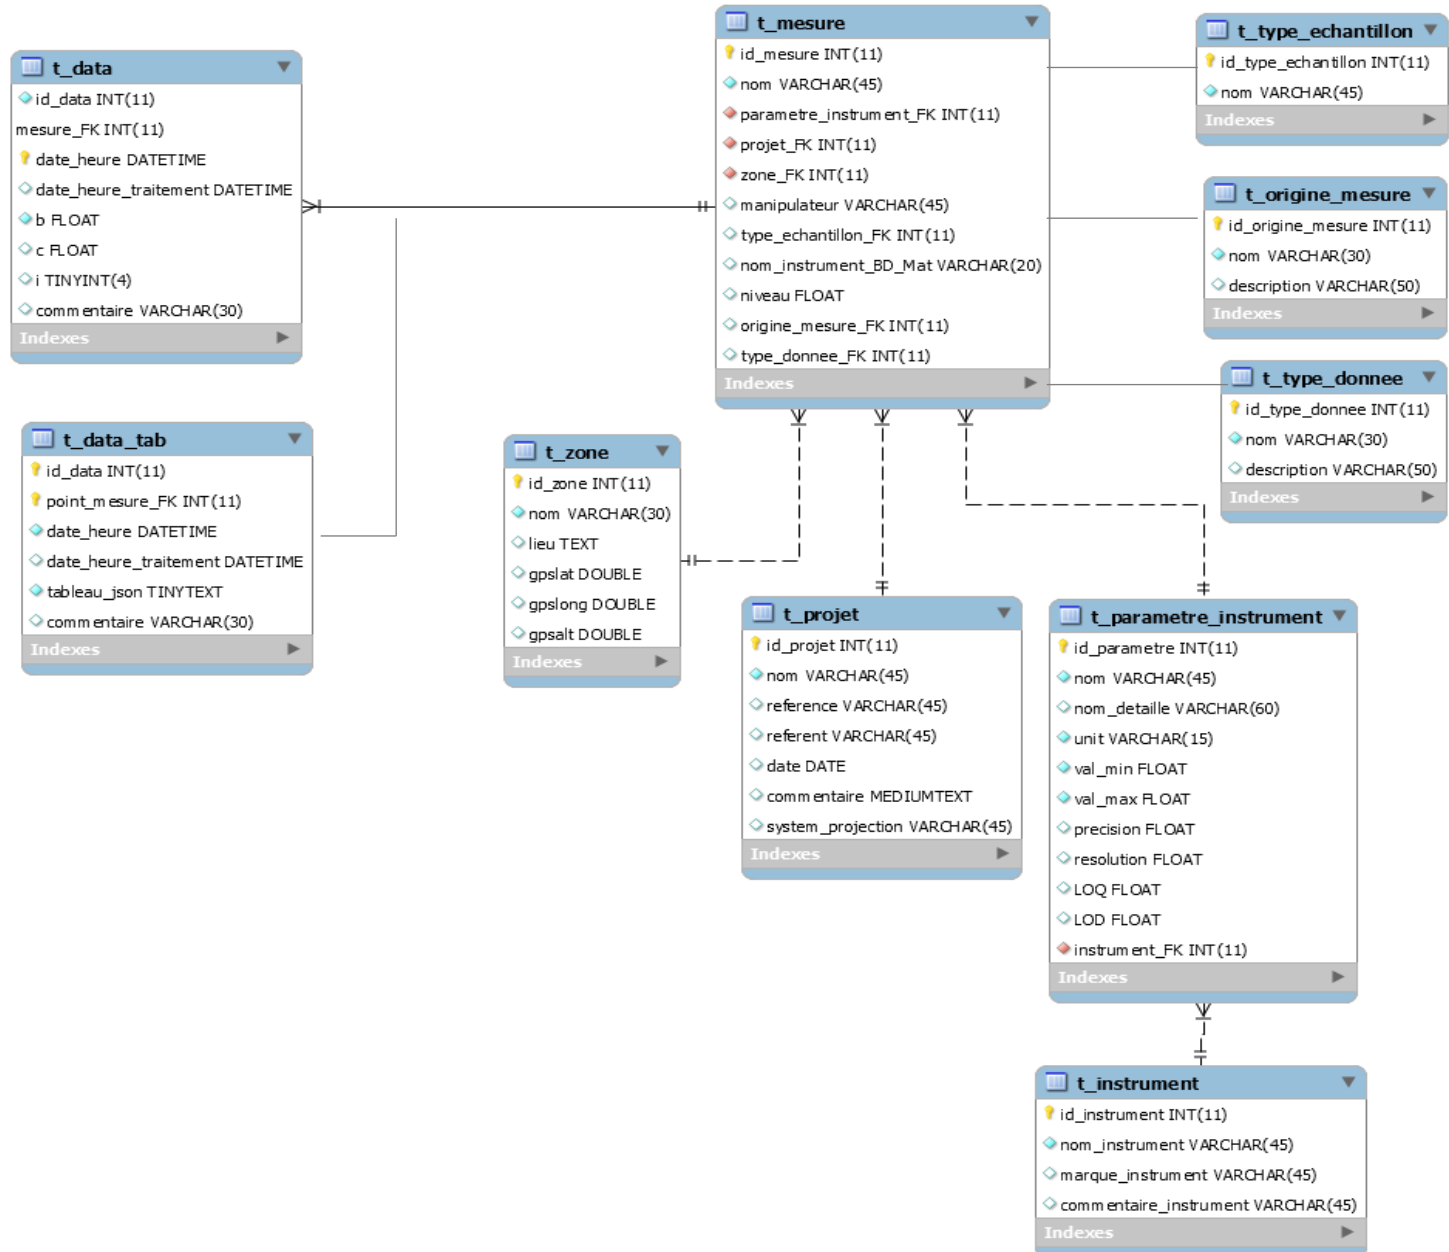 t_data
id_data INT(11)
mesure_FK INT(11)
date_heure DATETIME
date_heure_traitement DATETIME
b FLOAT
c FLOAT
i TINYINT(4)
commentaire VARCHAR(30)
Indexes
t_data_tab
id_data INT(11)
point_mesure_FK INT(11)
date_heure DATETIME
date_heure_traitement DATETIME
tableau_json TINYTEXT
commentaire VARCHAR(30)
Indexes
t_mesure
id_mesure INT(11)
nom VARCHAR(45)
parametre_instrument_FK INT(11)
projet_FK INT(11)
zone_FK INT(11)
manipulateur VARCHAR(45)
type_echantillon_FK INT(11)
nom_instrument_BD_Mat VARCHAR(20)
niveau FLOAT
origine_mesure_FK INT(11)
type_donnee_FK INT(11)
Indexes
t_type_echantillon
id_type_echantillon INT(11)
nom VARCHAR(45)
Indexes
t_origine_mesure
id_origine_mesure INT(11)
nom VARCHAR(30)
description VARCHAR(50)
Indexes
t_type_donnee
id_type_donnee INT(11)
nom VARCHAR(30)
description VARCHAR(50)
Indexes
t_zone
id_zone INT(11)
nom VARCHAR(30)
lieu TEXT
gpslat DOUBLE
gpslong DOUBLE
gpsalt DOUBLE
Indexes
t_projet
id_projet INT(11)
nom VARCHAR(45)
reference VARCHAR(45)
referent VARCHAR(45)
date DATE
commentaire MEDIUMTEXT
system_projection VARCHAR(45)
Indexes
t_parametre_instrument
id_parametre INT(11)
nom VARCHAR(45)
nom_detaille VARCHAR(60)
unit VARCHAR(15)
val_min FLOAT
val_max FLOAT
precision FLOAT
resolution FLOAT
LOQ FLOAT
LOD FLOAT
instrument_FK INT(11)
Indexes
t_instrument
id_instrument INT(11)
nom_instrument VARCHAR(45)
marque_instrument VARCHAR(45)
commentaire_instrument VARCHAR(45)
Indexes